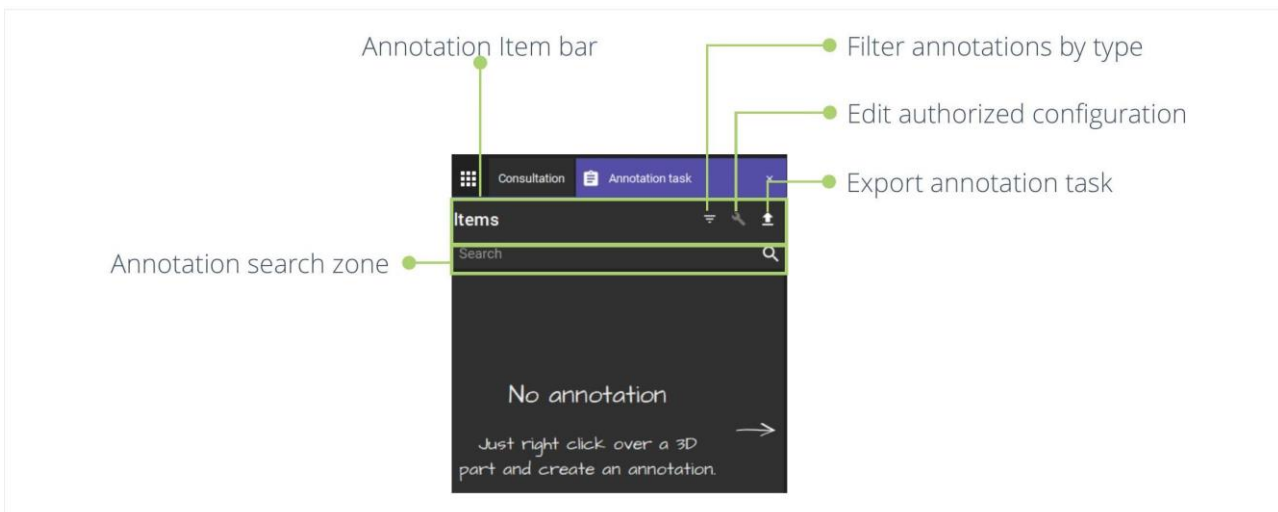 Annotation Item bar
Filter annotations by type
Edit authorized configuration
Consultation
Annotation task
×
Export annotation task
Items
Search
Annotation search zone
No annotation
Just right click over a 3D
part and create an annotation.